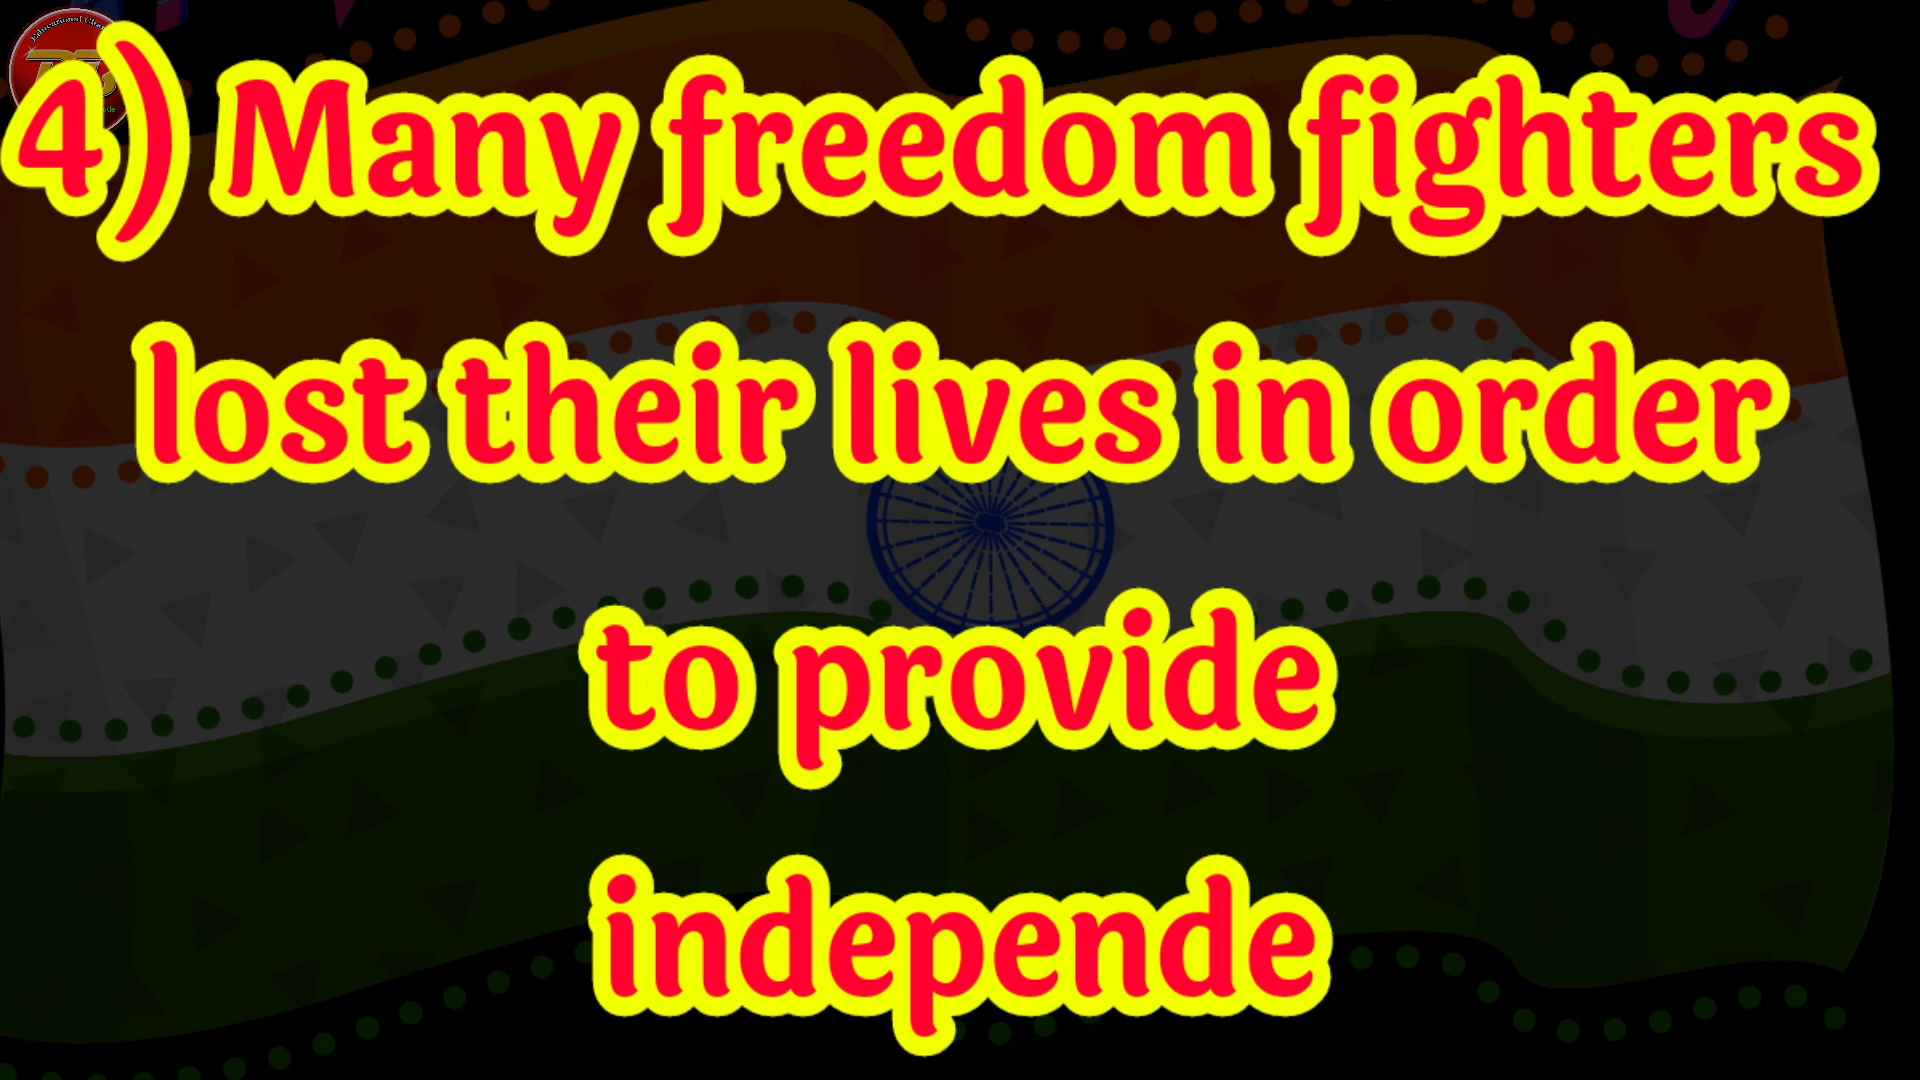 4) Many freedom fighters
lost their lives in order
to provide
independe